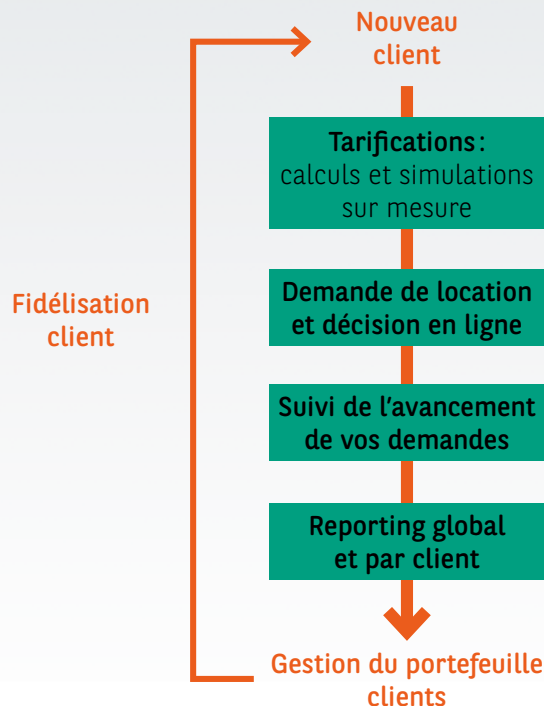 Nouveau
client
Tarifications :
calculs et simulations
sur mesure
Fidélisation
client
Demande de location
et décision en ligne
Suivi de l'avancement
de vos demandes
Reporting global
et par client
Gestion du portefeuille
clients